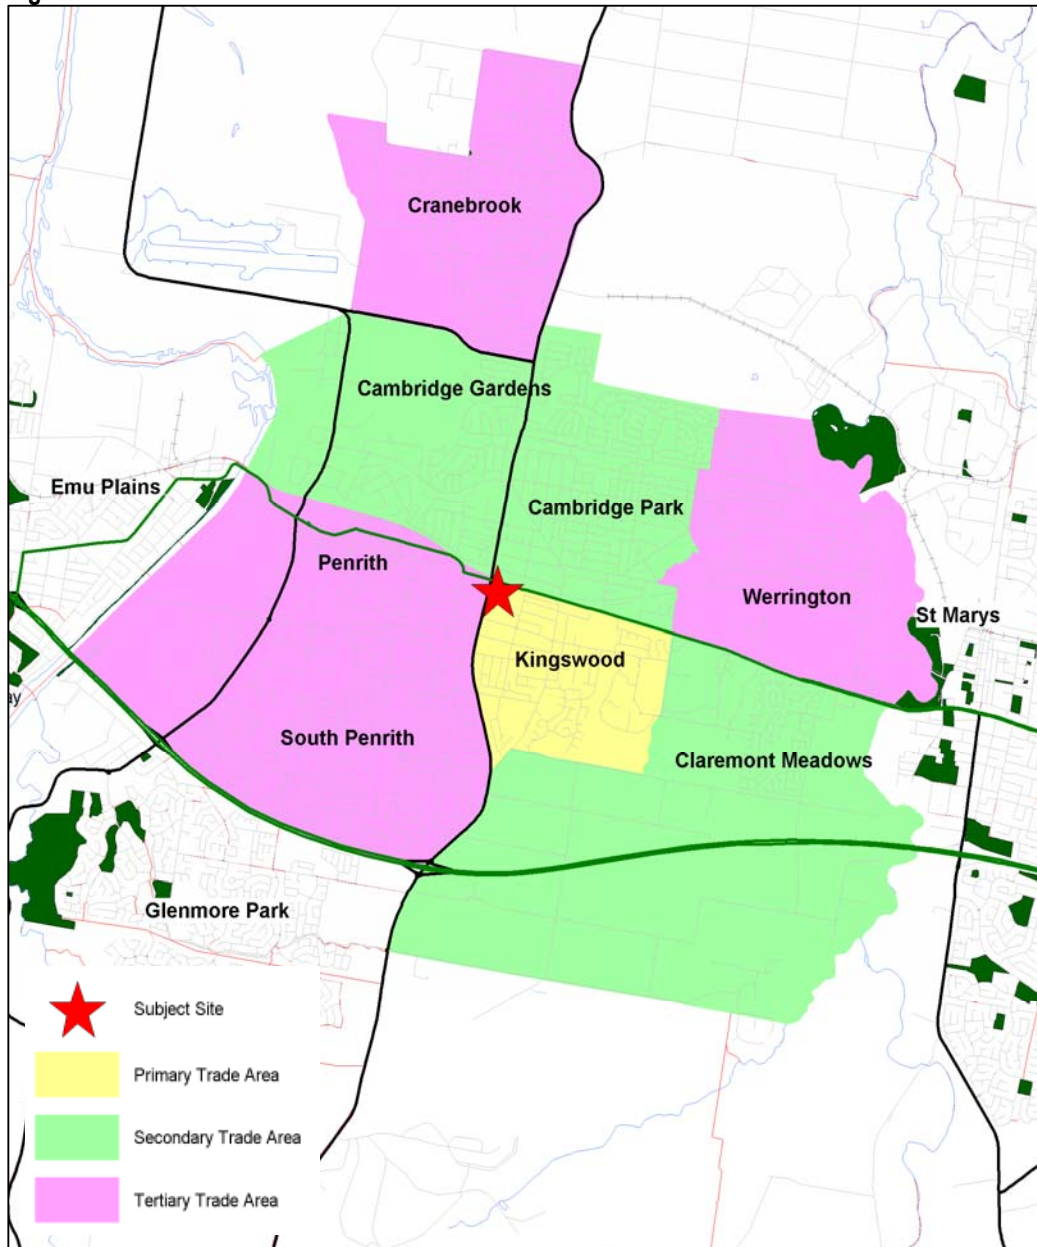 Cranebrook
Cambridge Gardens
Emu Plains
Cambridge Park
Penrith
Werrington
St Marys
Kingswood
ay
South Penrith
Claremont Meadows
Glenmore Park
Subject Site
Primary Trade Area
Secondary Trade Area
Tertiary Trade Area